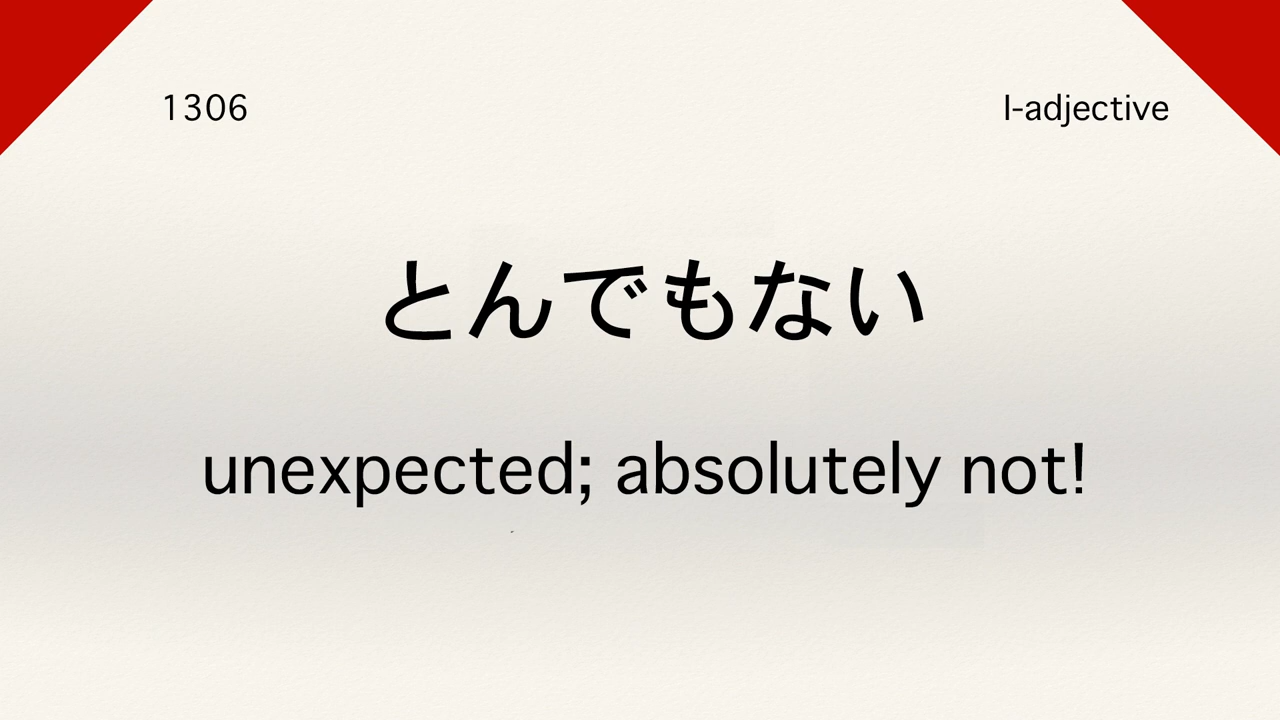 1306
I-adjective
とんでもない
unexpected; absolutely not!